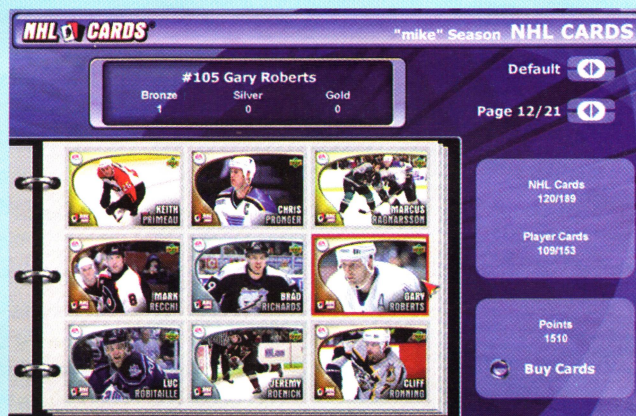 NHL CARDS
"mike" Season NHL CARDS
#105 Gary Roberts
Bronze Silver Gold
1 0 0
Default
Page 12/21
NHL Cards
120/189
Player Cards
109/153
Points
1510
Buy Cards
KEITH
PRIMEAU
CHRIS
PRONGER
MARCUS
RAGNARSSON
MARK
RECCHI
BRAD
RICHARDS
GARY
ROBERTS
LUC
ROBITAILLE
JEREMY
ROENICK
CLIFF
RONNING